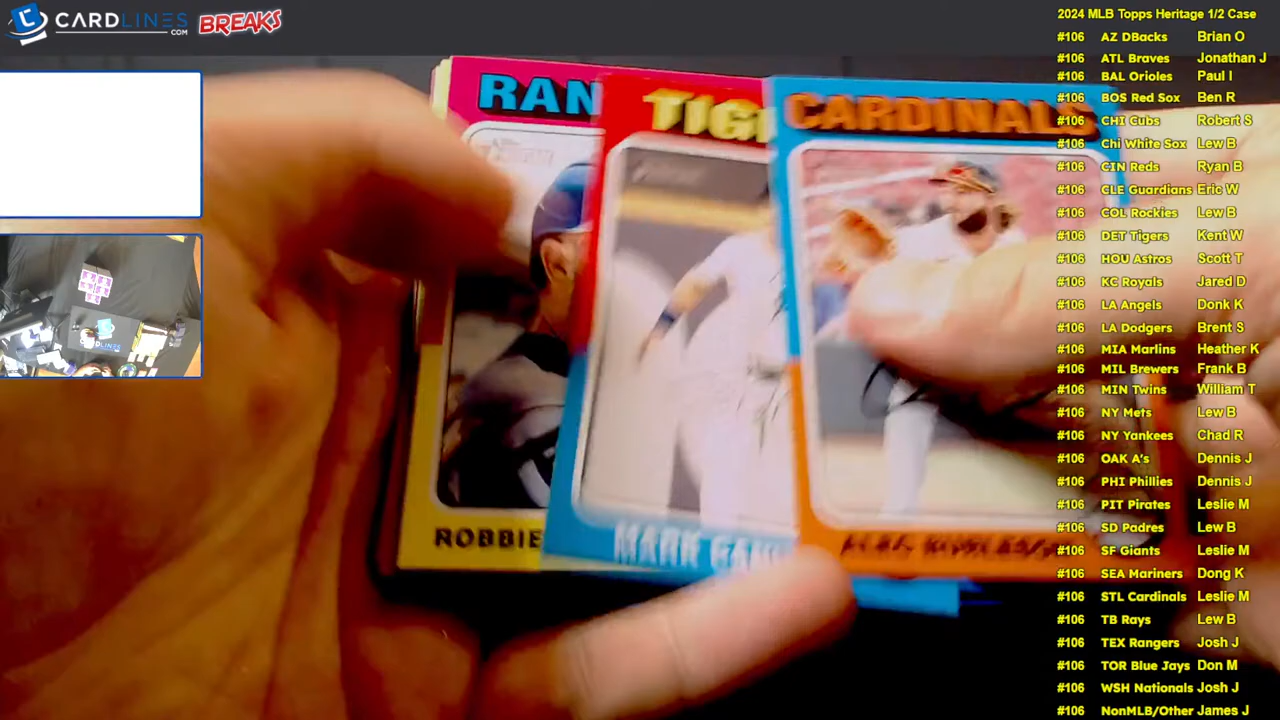 CARDLINES
.COM
BREAKS
2024 MLB Topps Heritage 1/2 Case
#106 AZ DBacks Brian O
#106 ATL Braves Jonathan J
#106 BAL Orioles Paul I
#106 BOS Red Sox Ben R
#106 CHI Cubs Robert S
#106 Chi White Sox Lew B
#106 CIN Reds Ryan B
#106 CLE Guardians Eric W
#106 COL Rockies Lew B
#106 DET Tigers Kent W
#106 HOU Astros Scott T
#106 KC Royals Jared D
#106 LA Angels Donk K
#106 LA Dodgers Brent S
#106 MIA Marlins Heather K
#106 MIL Brewers Frank B
#106 MIN Twins William T
#106 NY Mets Lew B
#106 NY Yankees Chad R
#106 OAK A's Dennis J
#106 PHI Phillies Dennis J
#106 PIT Pirates Leslie M
#106 SD Padres Lew B
#106 SF Giants Leslie M
#106 SEA Mariners Dong K
#106 STL Cardinals Leslie M
#106 TB Rays Lew B
#106 TEX Rangers Josh J
#106 TOR Blue Jays Don M
#106 WSH Nationals Josh J
#106 NonMLB/Other James J
RAN
TIG
CARDINALS
ROBBIE
MARK